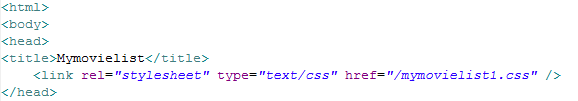 <html>
<body>
<head>
<title>Mymovielist</title>
<link rel="stylesheet" type="text/css" href="/mymovielist1.css" />
</head>